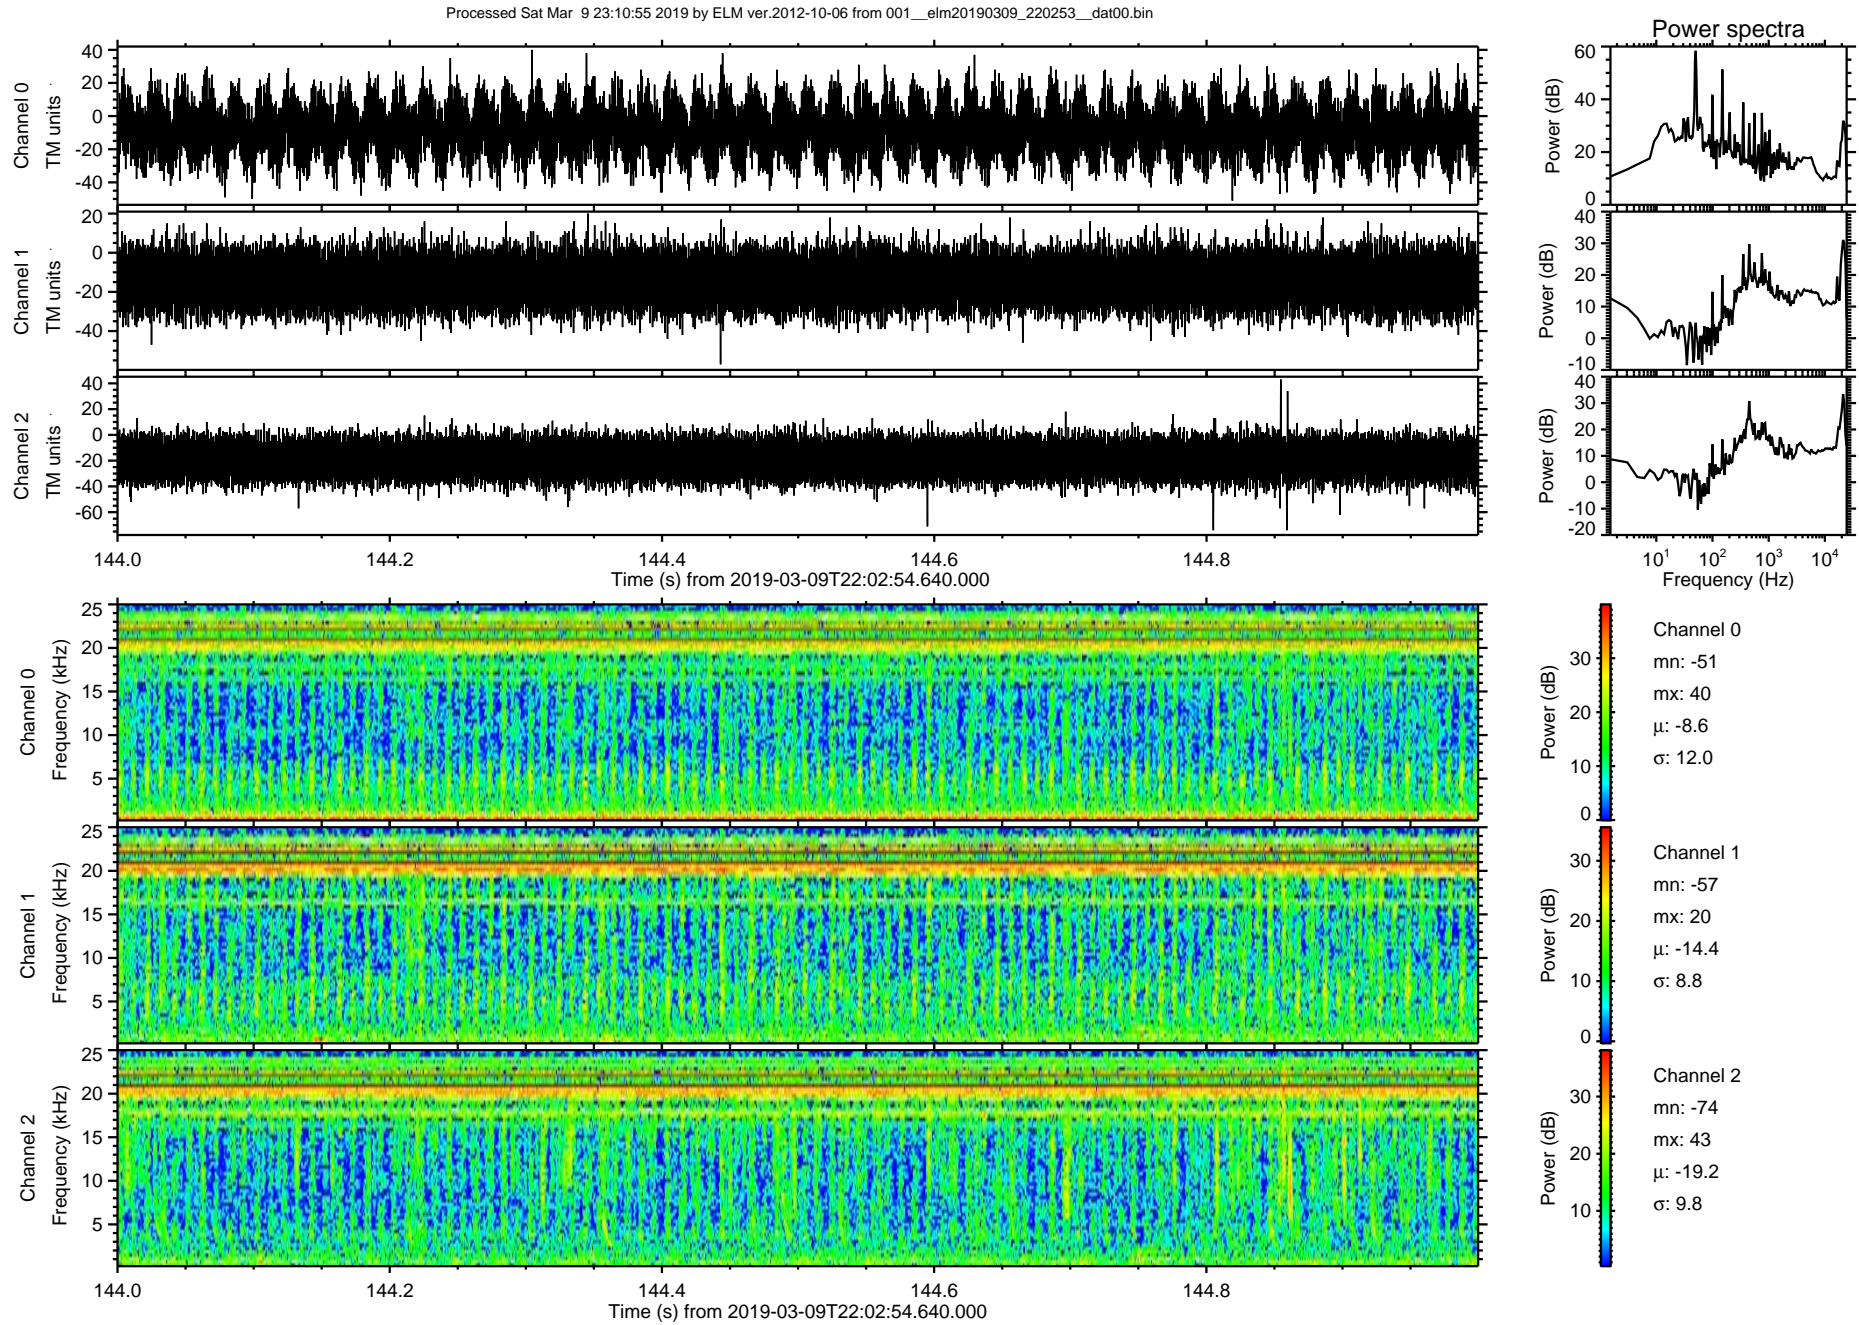 Processed Sat Mar  9 23:10:55 2019 by ELM ver.2012-10-06 from 001__elm20190309_220253__dat00.bin
Power spectra
Channel 0
TM units
40
20
0
-20
-40
Power (dB)
60
40
20
0
Channel 1
TM units
20
0
-20
-40
Power (dB)
40
30
20
10
0
-10
Channel 2
TM units
40
20
0
-20
-40
-60
Power (dB)
40
30
20
10
0
-10
-20
144.0 144.2 144.4 144.6 144.8
Time (s) from 2019-03-09T22:02:54.640.000
10^1 10^2 10^3 10^4
Frequency (Hz)
Channel 0
Frequency (kHz)
25
20
15
10
5
Power (dB)
30
20
10
0
Channel 0
mn: -51
mx: 40
μ: -8.6
σ: 12.0
Channel 1
Frequency (kHz)
25
20
15
10
5
Power (dB)
30
20
10
0
Channel 1
mn: -57
mx: 20
μ: -14.4
σ: 8.8
Channel 2
Frequency (kHz)
25
20
15
10
5
Power (dB)
30
20
10
Channel 2
mn: -74
mx: 43
μ: -19.2
σ: 9.8
144.0 144.2 144.4 144.6 144.8
Time (s) from 2019-03-09T22:02:54.640.000